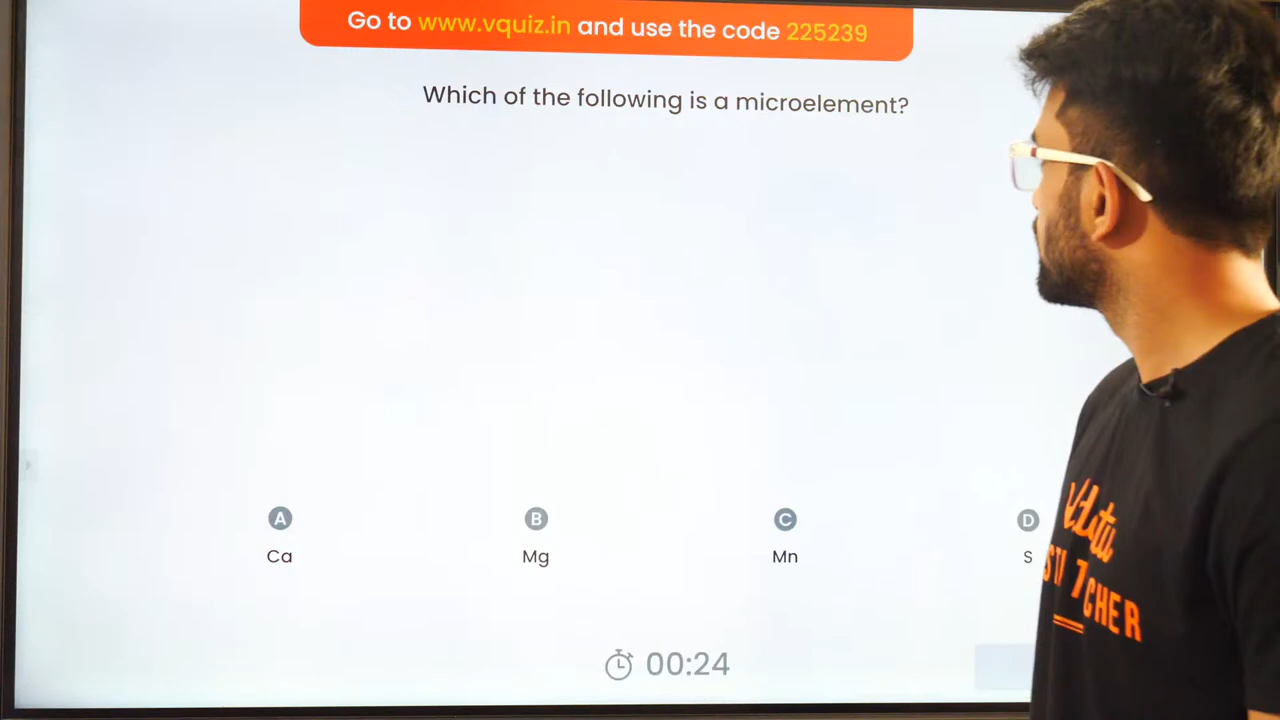 Go to www.vquiz.in and use the code 225239
Which of the following is a microelement?
A
Ca
B
Mg
C
Mn
D
S
00:24